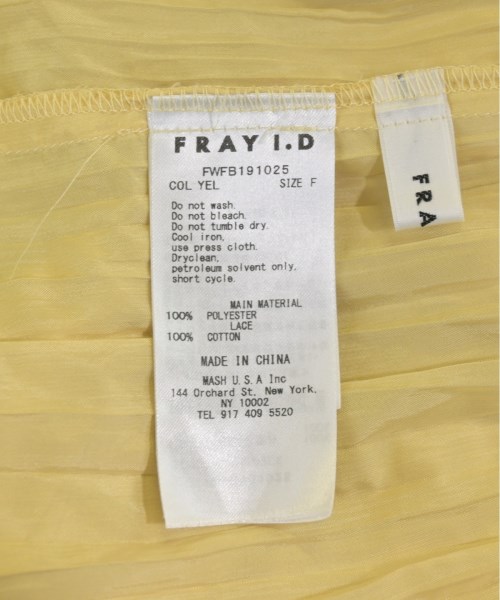 FRAY I.D
FWFB191025
COL YEL SIZE F
Do not wash.
Do not bleach.
Do not tumble dry.
Cool iron,
use press cloth.
Dryclean,
petroleum solvent only,
short cycle.
MAIN MATERIAL
100% POLYESTER
LACE
100% COTTON
MADE IN CHINA
MASH U.S.A Inc
144 Orchard St. New York,
NY 10002
TEL 917 409 5520
FRA